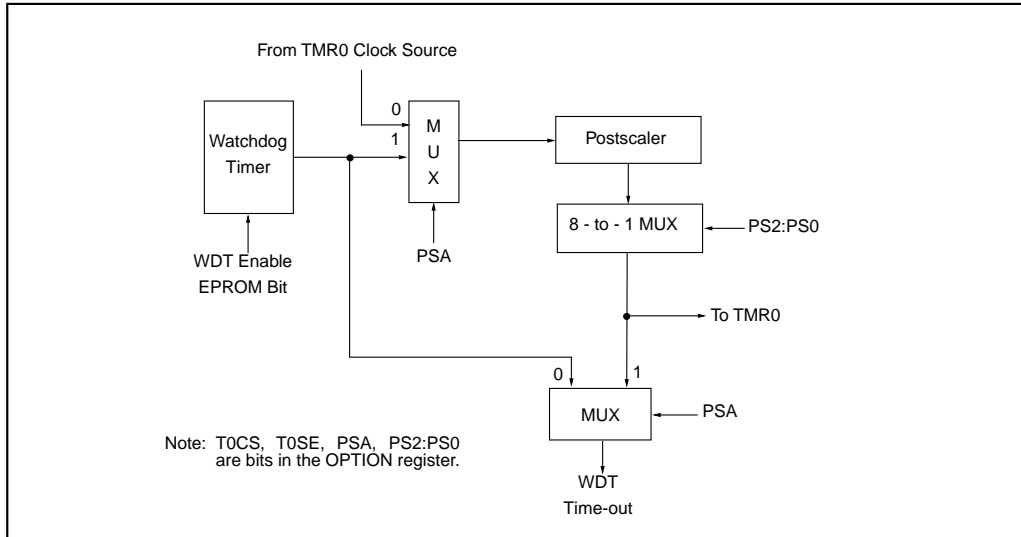 From TMR0 Clock Source
0
1
M
U
X
Watchdog
Timer
Postscaler
8 - to - 1 MUX
PS2:PS0
PSA
WDT Enable
EPROM Bit
To TMR0
0
1
MUX
PSA
Note: T0CS, T0SE, PSA, PS2:PS0
are bits in the OPTION register.
WDT
Time-out